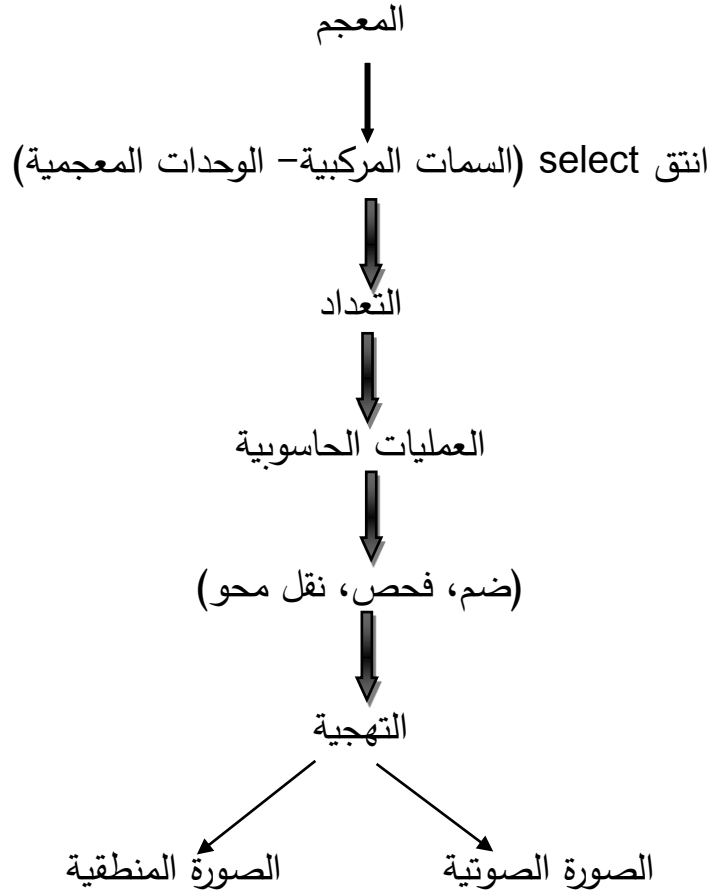 المعجم
انتق select (السمات المركبية– الوحدات المعجمية)
التعداد
العمليات الحاسوبية
(ضم، فحص، نقل محو)
التهجية
الصورة الصوتية
الصورة المنطقية